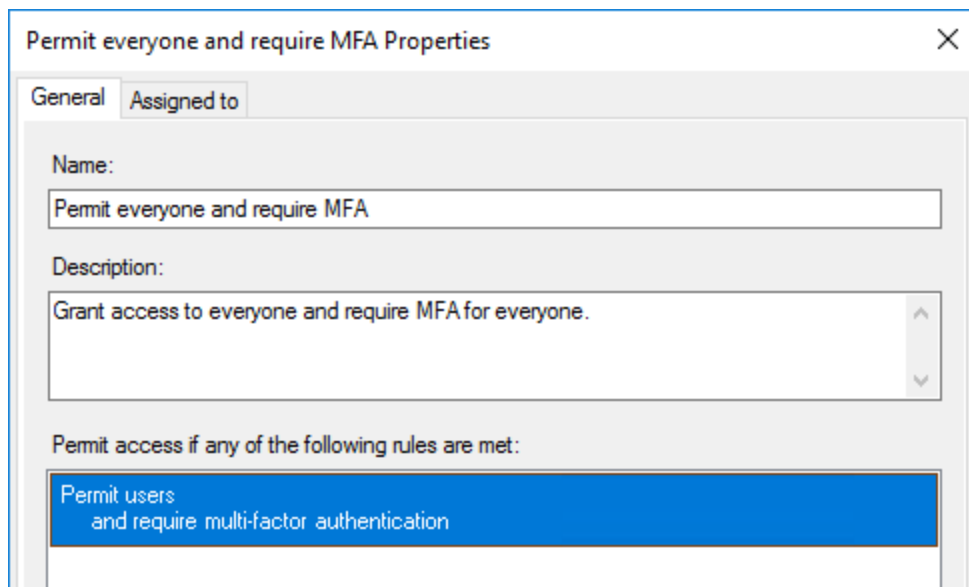 Permit everyone and require MFA Properties
General
Assigned to
Name:
Permit everyone and require MFA
Description:
Grant access to everyone and require MFA for everyone.
Permit access if any of the following rules are met:
Permit users
and require multi-factor authentication